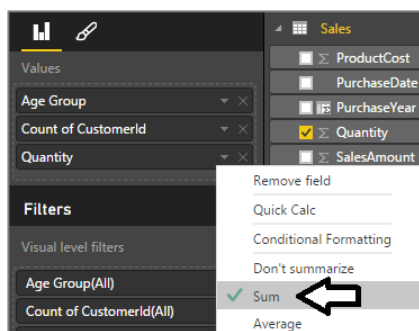 Values
Age Group
Count of CustomerId
Quantity
Filters
Visual level filters
Age Group(All)
Count of CustomerId(All)
Sales
ProductCost
PurchaseDate
PurchaseYear
Quantity
SalesAmount
Remove field
Quick Calc
Conditional Formatting
Don't summarize
Sum
Average